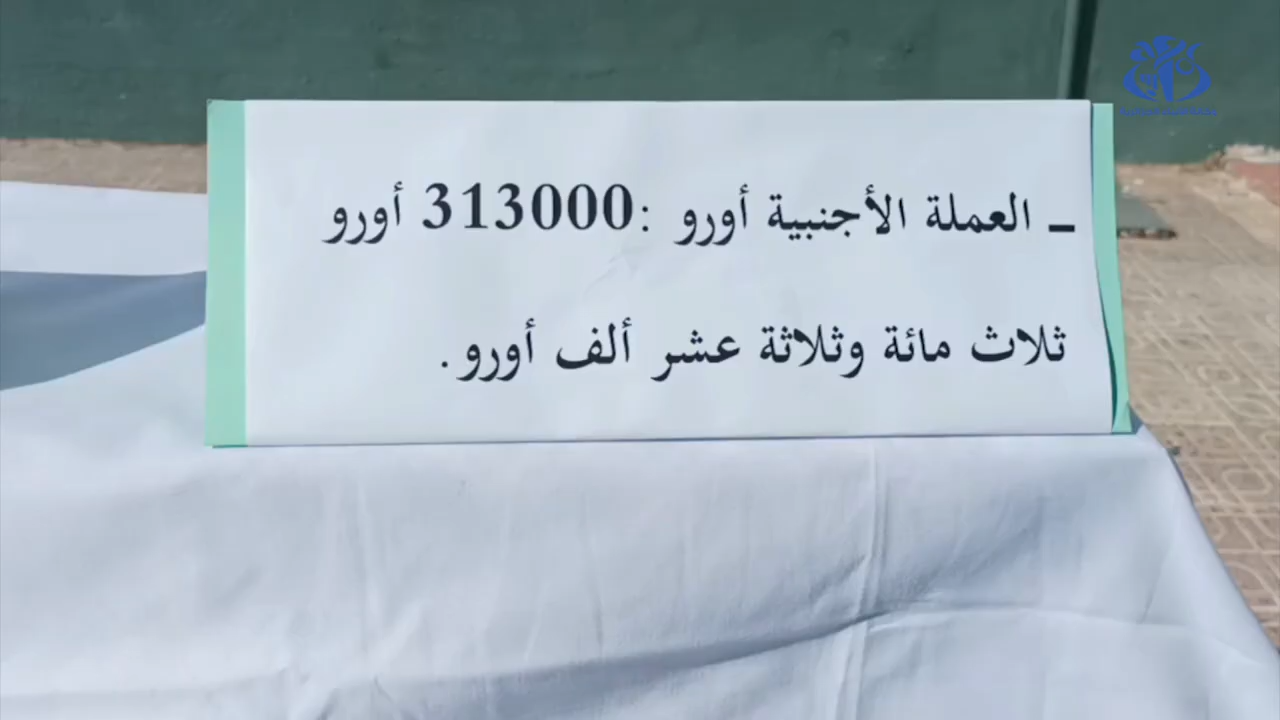 ـ العملة الأجنبية أورو :313000 أورو
ثلاث مائة وثلاثة عشر ألف أورو.